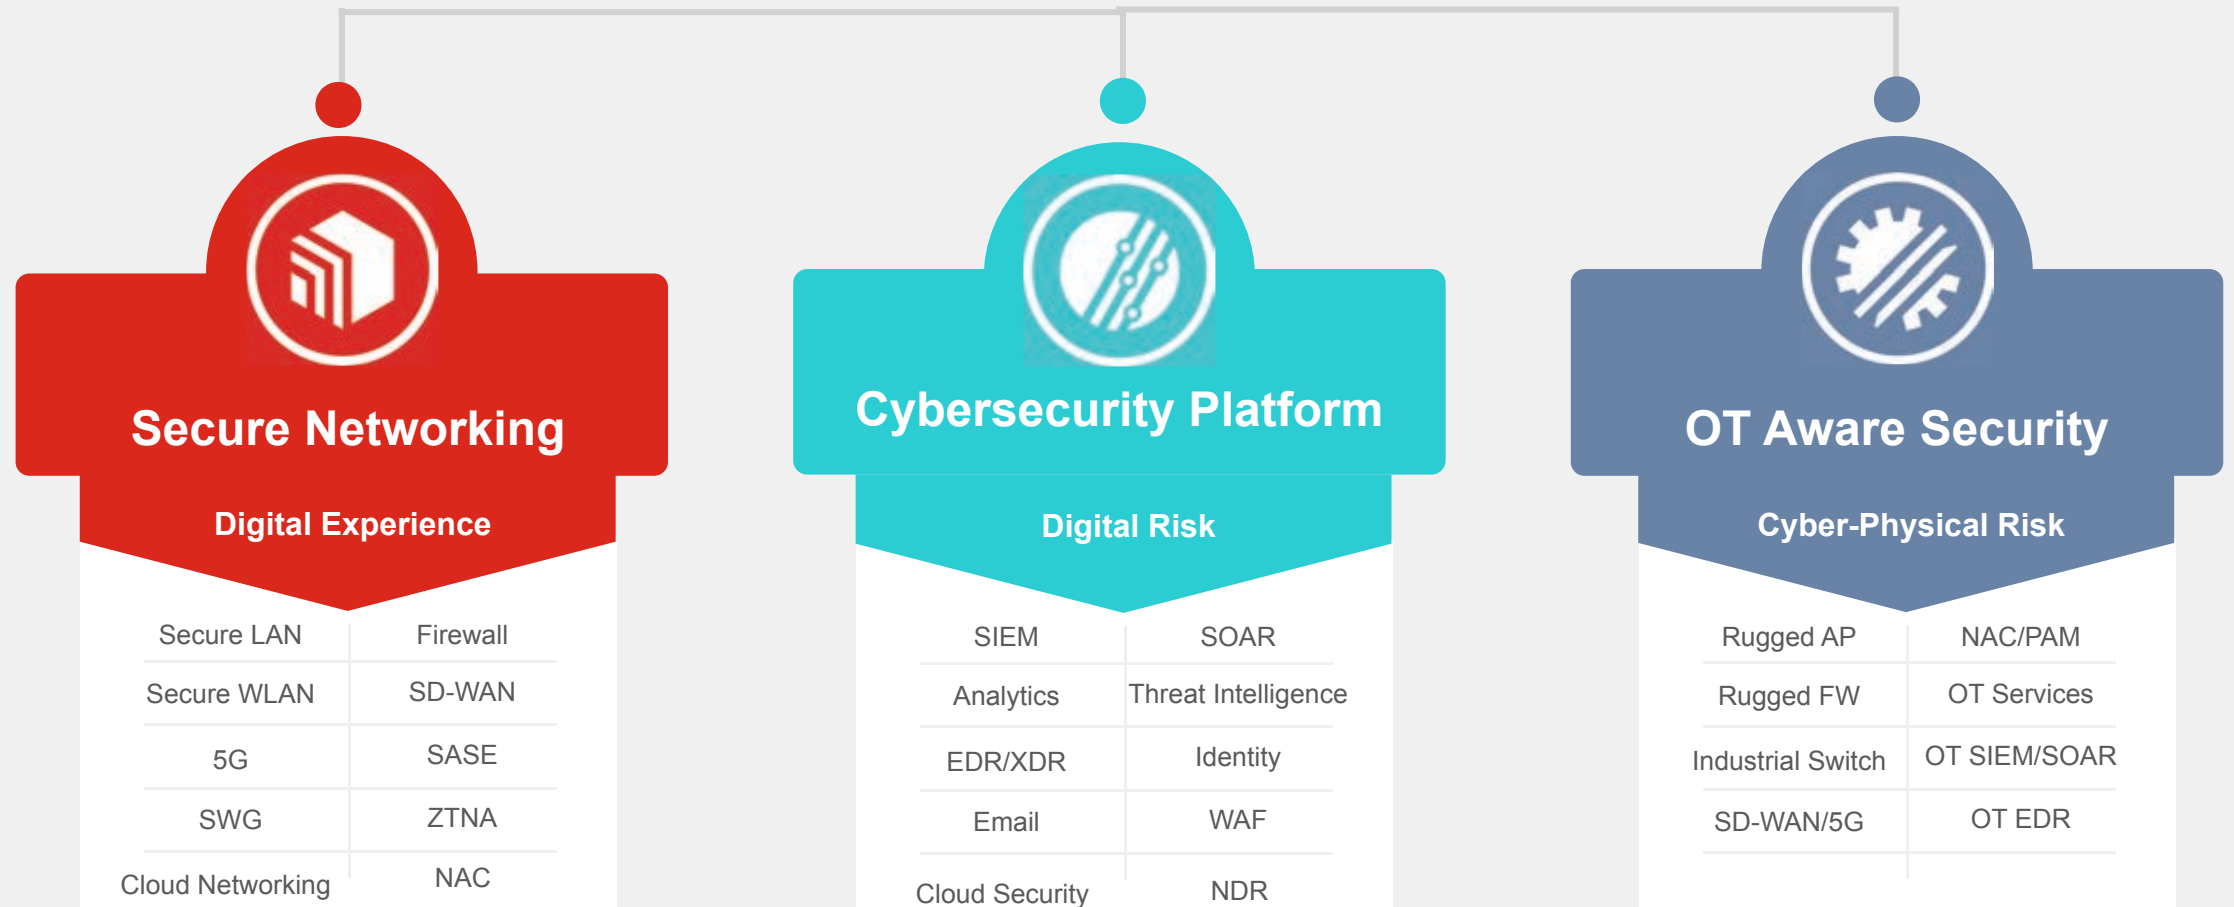 Secure Networking
Digital Experience
Secure LAN
Firewall
Secure WLAN
SD-WAN
5G
SASE
SWG
ZTNA
Cloud Networking
NAC
Cybersecurity Platform
Digital Risk
SIEM
SOAR
Analytics
Threat Intelligence
EDR/XDR
Identity
Email
WAF
Cloud Security
NDR
OT Aware Security
Cyber-Physical Risk
Rugged AP
NAC/PAM
Rugged FW
OT Services
Industrial Switch
OT SIEM/SOAR
SD-WAN/5G
OT EDR